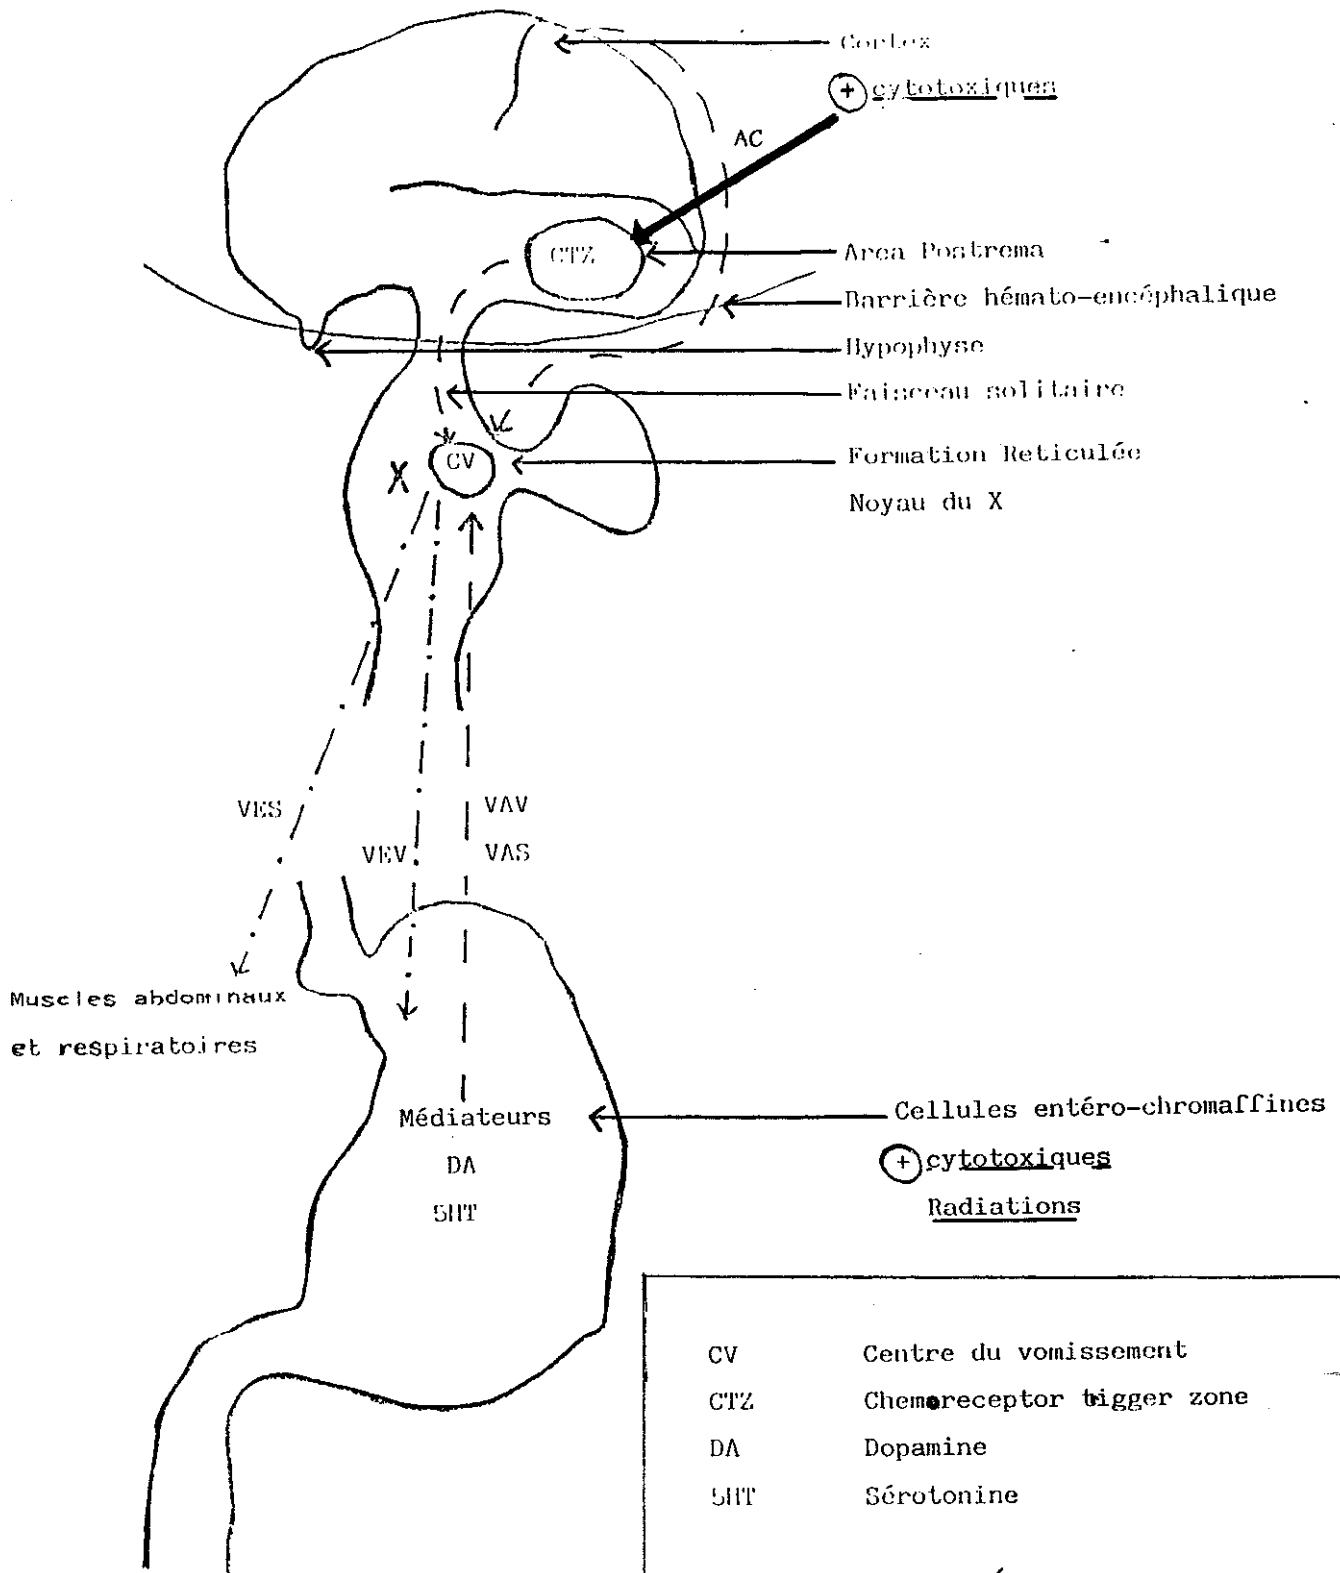 Cortex
+ cytotoxiques
AC
CTZ
Area Postrema
Barrière hémato-encéphalique
Hypophyse
Faisceau solitaire
CV
X
Formation Reticulée
Noyau du X
VES
VAV
VEV
VAS
Muscles abdominaux
et respiratoires
Médiateurs
DA
5HT
Cellules entéro-chromaffines
+ cytotoxiques
Radiations
CV Centre du vomissement
CTZ Chemoreceptor tigger zone
DA Dopamine
5HT Sérotonine